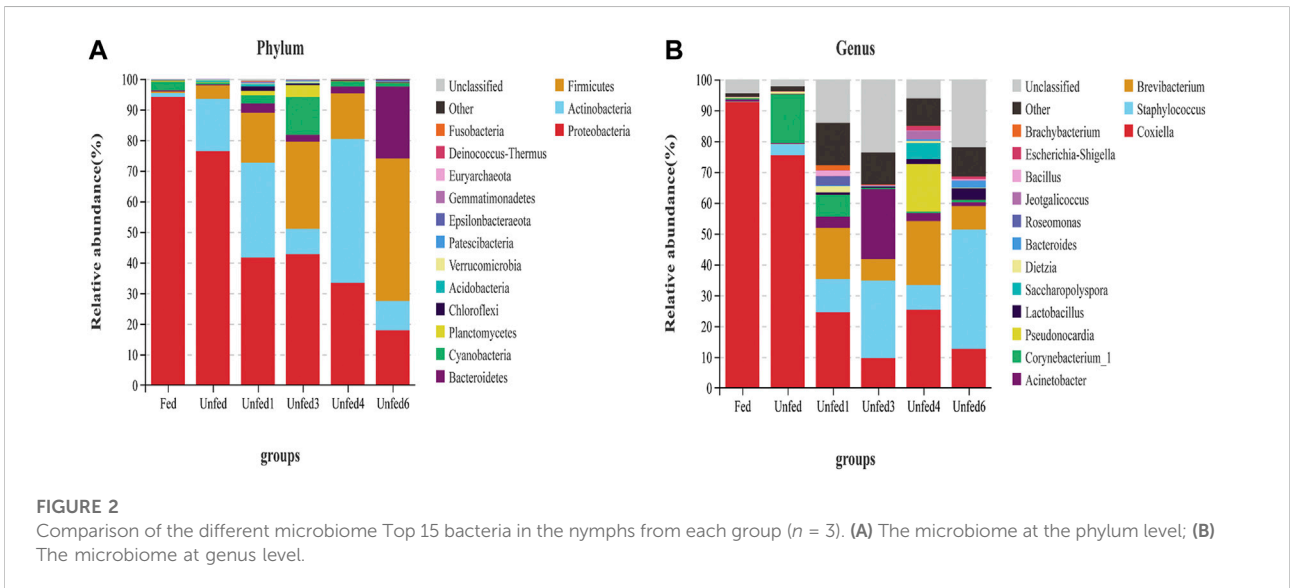 A
Phylum
Relative abundance(%)
100
90
80
70
60
50
40
30
20
10
0
Fed Unfed Unfed1 Unfed3 Unfed4 Unfed6
groups
Unclassified
Other
Fusobacteria
Deinococcus-Thermus
Euryarchaeota
Gemmatimonadetes
Epsilonbacteraeota
Patescibacteria
Verrucomicrobia
Acidobacteria
Chloroflexi
Planctomycetes
Cyanobacteria
Bacteroidetes
Firmicutes
Actinobacteria
Proteobacteria
B
Genus
Relative abundance(%)
100
90
80
70
60
50
40
30
20
10
0
Fed Unfed Unfed1 Unfed3 Unfed4 Unfed6
groups
Unclassified
Other
Brachybacterium
Escherichia-Shigella
Bacillus
Jeotgalicoccus
Roseomonas
Bacteroides
Dietzia
Saccharopolyspora
Lactobacillus
Pseudonocardia
Corynebacterium_1
Acinetobacter
Brevibacterium
Staphylococcus
Coxiella
FIGURE 2
Comparison of the different microbiome Top 15 bacteria in the nymphs from each group (n = 3). (A) The microbiome at the phylum level; (B)
The microbiome at genus level.